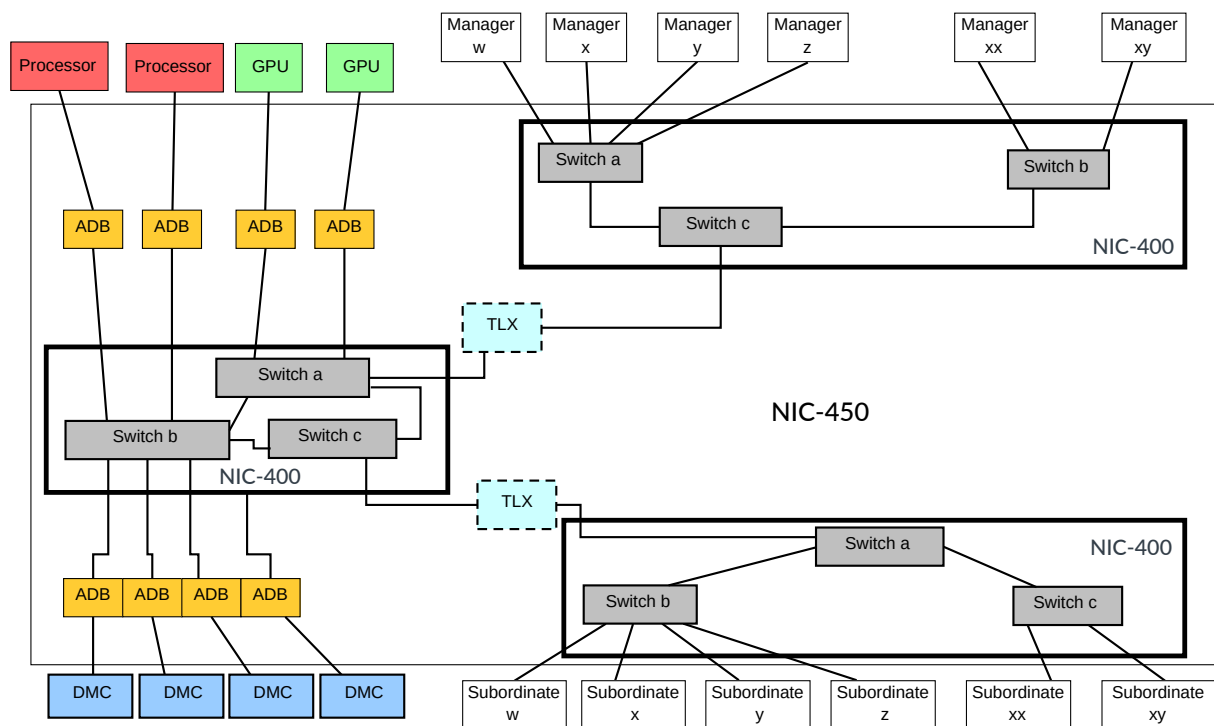 Manager
w
Manager
x
Manager
y
Manager
z
Manager
xx
Manager
xy
Processor
Processor
GPU
GPU
Switch a
Switch b
Switch c
NIC-400
ADB
ADB
ADB
ADB
TLX
Switch a
Switch b
Switch c
NIC-400
NIC-450
TLX
Switch a
NIC-400
Switch b
Switch c
ADB
ADB
ADB
ADB
DMC
DMC
DMC
DMC
Subordinate
w
Subordinate
x
Subordinate
y
Subordinate
z
Subordinate
xx
Subordinate
xy